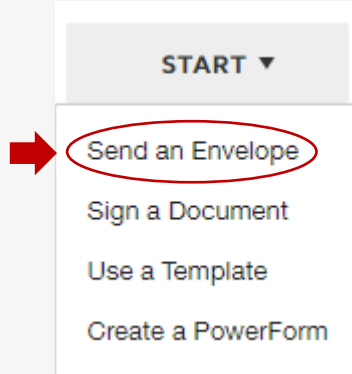 START ▼
Send an Envelope
Sign a Document
Use a Template
Create a PowerForm